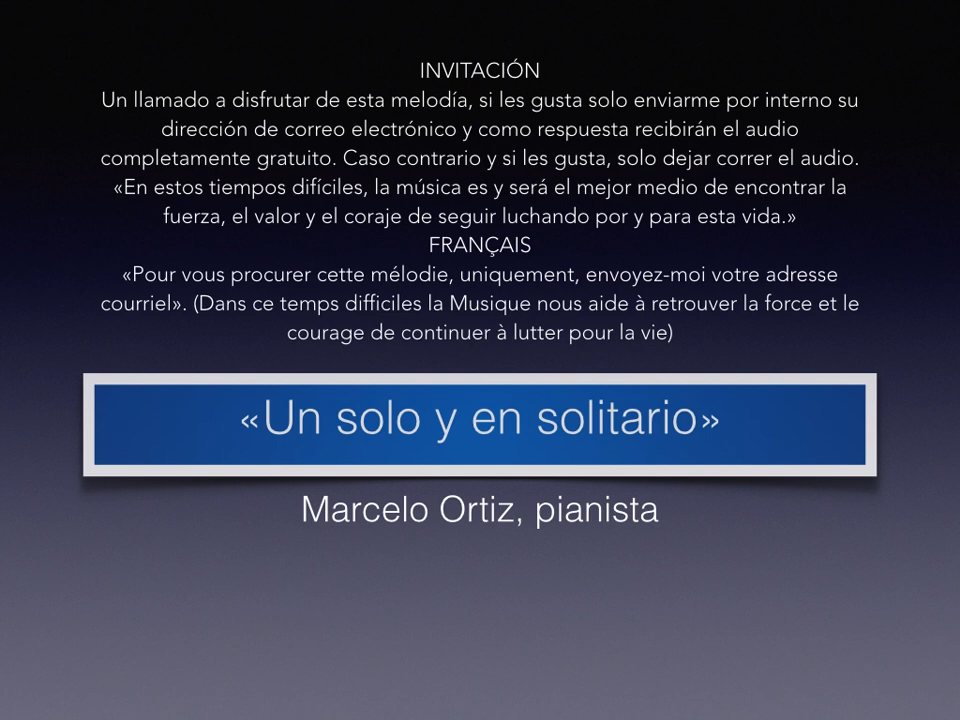 INVITACIÓN
Un llamado a disfrutar de esta melodía, si les gusta solo enviarme por interno su
dirección de correo electrónico y como respuesta recibirán el audio
completamente gratuito. Caso contrario y si les gusta, solo dejar correr el audio.
«En estos tiempos difíciles, la música es y será el mejor medio de encontrar la
fuerza, el valor y el coraje de seguir luchando por y para esta vida.»
FRANÇAIS
«Pour vous procurer cette mélodie, uniquement, envoyez-moi votre adresse
courriel». (Dans ce temps difficiles la Musique nous aide à retrouver la force et le
courage de continuer à lutter pour la vie)
«Un solo y en solitario»
Marcelo Ortiz, pianista